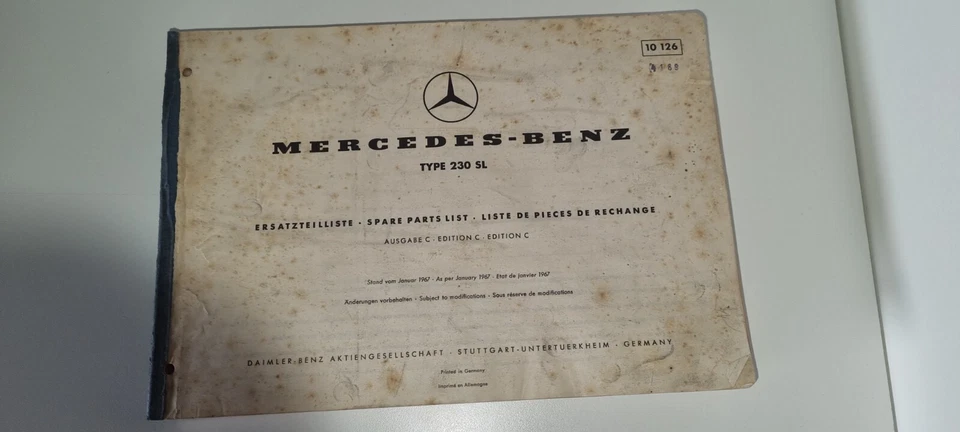 10 126
MERCEDES-BENZ
TYPE 230 SL
ERSATZTEILLISTE · SPARE PARTS LIST · LISTE DE PIECES DE RECHANGE
AUSGABE C · EDITION C · EDITION C
Stand vom Januar 1967 · As per January 1967 · Etat de janvier 1967
Änderungen vorbehalten · Subject to modifications · Sous réserve de modifications
DAIMLER-BENZ AKTIENGESELLSCHAFT · STUTTGART-UNTERTUERKHEIM · GERMANY
Printed in Germany
Imprimé en Allemagne